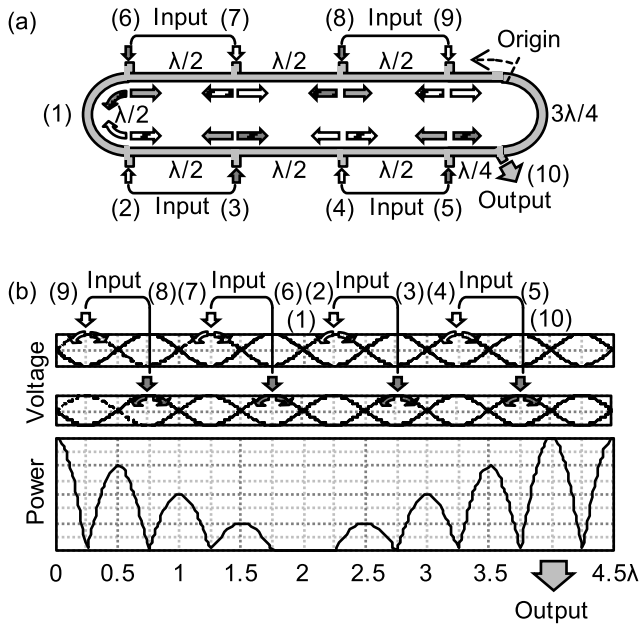 (a)
(6) Input (7) (8) Input (9)
Origin
λ/2 λ/2 λ/2
(1) λ/2 3λ/4
λ/2 λ/2 λ/2 λ/4 (10)
(2) Input (3) (4) Input (5) Output
(b) (9) Input (8) (7) Input (6) (2) Input (3) (4) Input (5)
(1) (10)
Voltage
Power
0 0.5 1 1.5 2 2.5 3 3.5 4.5λ
Output